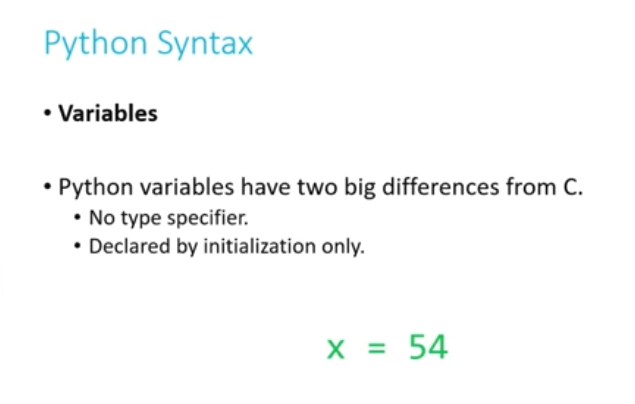 Python Syntax
• Variables
• Python variables have two big differences from C.
• No type specifier.
• Declared by initialization only.
x = 54